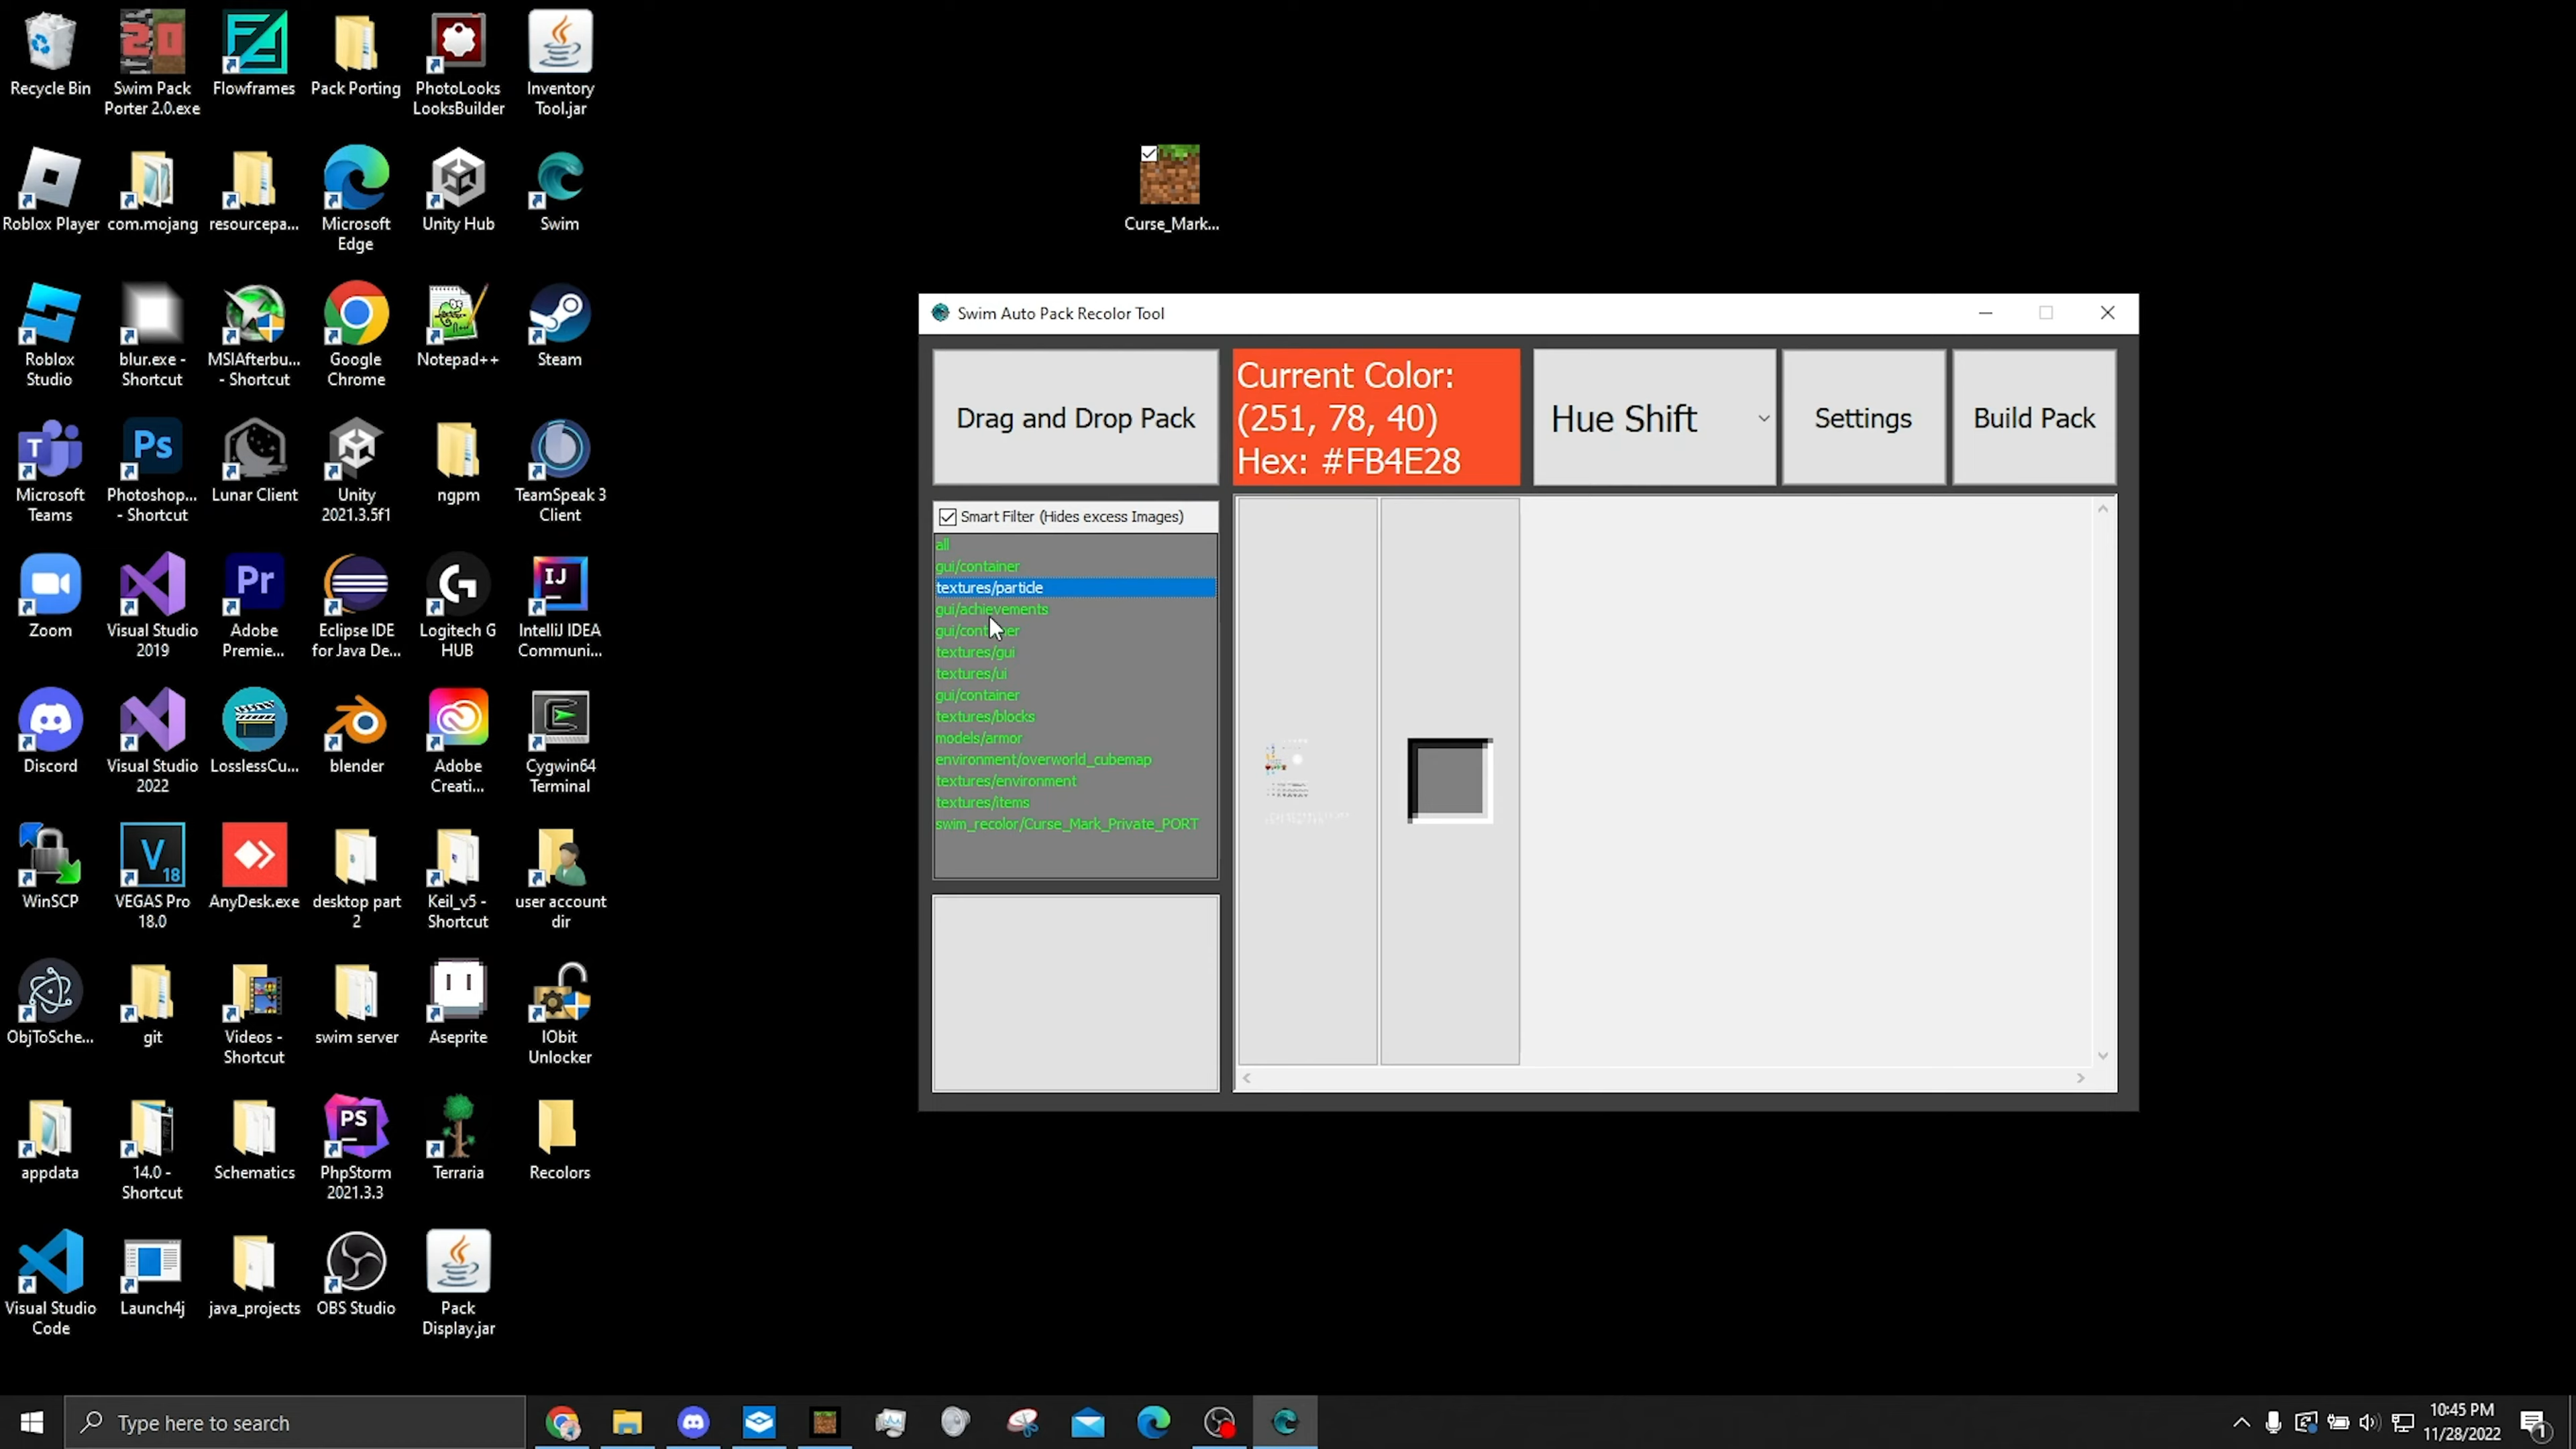 Recycle Bin
Swim Pack
Porter 2.0.exe
Flowframes
Pack Porting
PhotoLooks
LooksBuilder
Inventory
Tool.jar
Roblox Player
com.mojang
resourcepa...
Microsoft
Edge
Unity Hub
Swim
Curse_Mark...
Roblox
Studio
blur.exe -
Shortcut
MSIAfterbu...
- Shortcut
Google
Chrome
Notepad++
Steam
Microsoft
Teams
Photoshop...
- Shortcut
Lunar Client
Unity
2021.3.5f1
ngpm
TeamSpeak 3
Client
Zoom
Visual Studio
2019
Adobe
Premie...
Eclipse IDE
for Java De...
Logitech G
HUB
IntelliJ IDEA
Communi...
Discord
Visual Studio
2022
LosslessCu...
blender
Adobe
Creati...
Cygwin64
Terminal
WinSCP
VEGAS Pro
18.0
AnyDesk.exe
desktop part
2
Keil_v5 -
Shortcut
user account
dir
ObjToSche...
git
Videos -
Shortcut
swim server
Aseprite
IObit
Unlocker
appdata
14.0 -
Shortcut
Schematics
PhpStorm
2021.3.3
Terraria
Recolors
Visual Studio
Code
Launch4j
java_projects
OBS Studio
Pack
Display.jar
Swim Auto Pack Recolor Tool
Drag and Drop Pack
Current Color:
(251, 78, 40)
Hex: #FB4E28
Hue Shift
Settings
Build Pack
Smart Filter (Hides excess Images)
all
gui/container
textures/particle
gui/achievements
gui/container
textures/gui
textures/ui
gui/container
textures/blocks
models/armor
environment/overworld_cubemap
textures/environment
textures/items
swim_recolor/Curse_Mark_Private_PORT
Type here to search
10:45 PM
11/28/2022
1